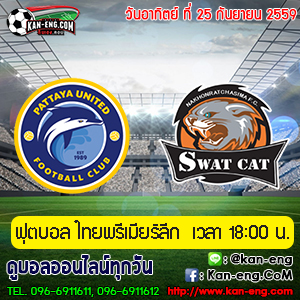 KAN-ENG.COM
วันอาทิตย์ ที่ 25 กันยายน 2559
PATTAYA UNITED
1989
FOOTBALL CLUB
NAKHONRATCHASIMA F.C.
SWAT CAT
ฟุตบอล ไทยพรีเมียร์ลีก เวลา 18:00 น.
ดูบอลออนไลน์ทุกวัน
TEL. 096-6911611, 096-6911612
: @kan-eng
: Kan-Eng.CoM
http://www.kan-eng.com